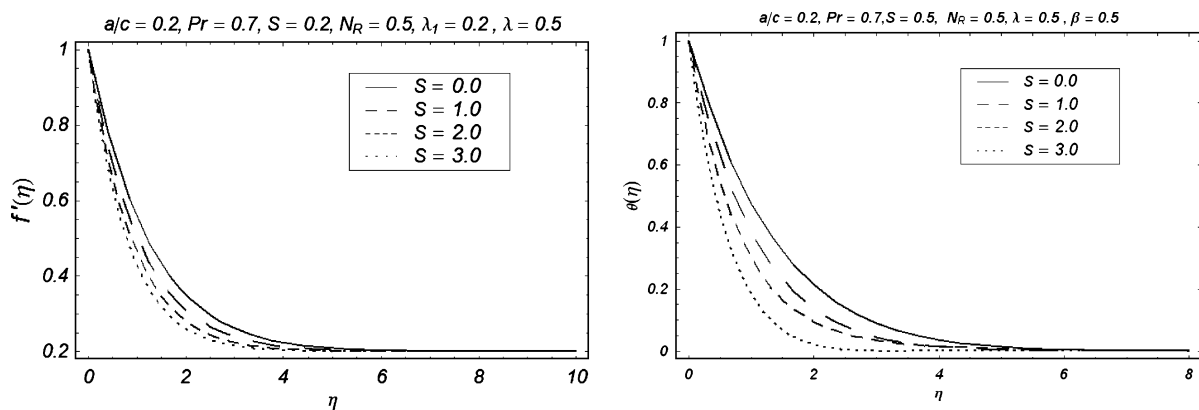 a/c = 0.2, Pr = 0.7, S = 0.2, N_R = 0.5, λ_1 = 0.2 , λ = 0.5
1
0.8
0.6
0.4
0.2
f '(η)
S = 0.0
S = 1.0
S = 2.0
S = 3.0
0 2 4 6 8 10
η
a/c = 0.2, Pr = 0.7,S = 0.5, N_R = 0.5, λ = 0.5 , β = 0.5
1
0.8
0.6
0.4
0.2
0
θ(η)
S = 0.0
S = 1.0
S = 2.0
S = 3.0
0 2 4 6 8
η